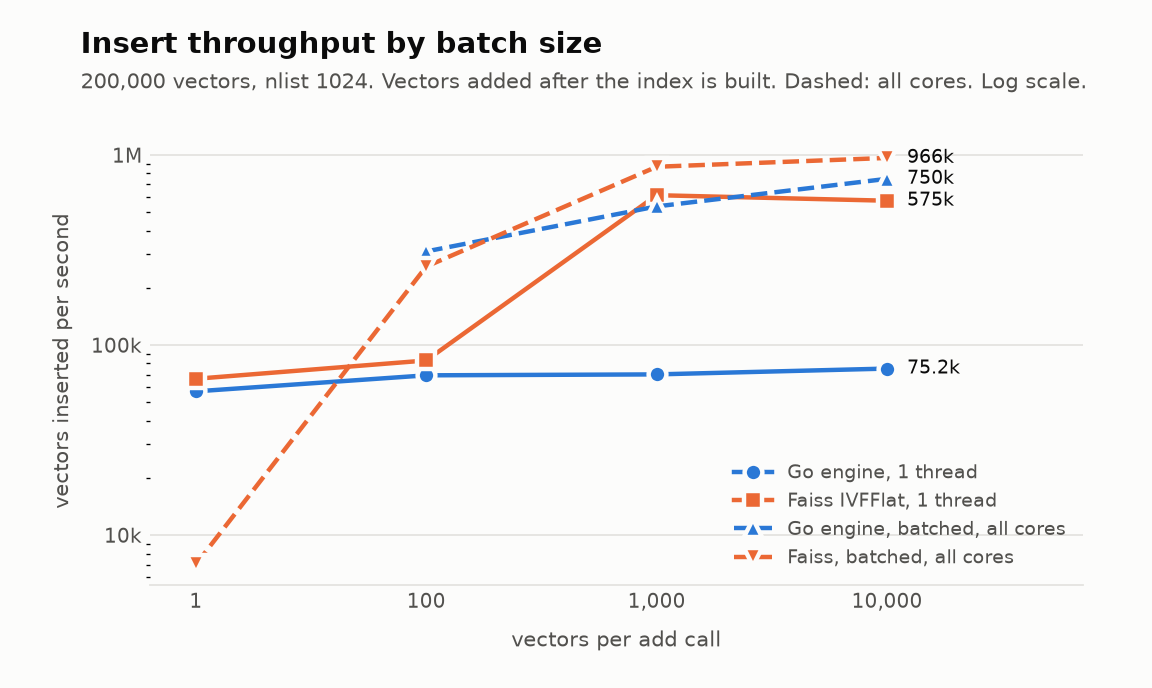 Insert throughput by batch size
200,000 vectors, nlist 1024. Vectors added after the index is built. Dashed: all cores. Log scale.
1M
100k
10k
vectors inserted per second
966k
750k
575k
75.2k
Go engine, 1 thread
Faiss IVFFlat, 1 thread
Go engine, batched, all cores
Faiss, batched, all cores
1
100
1,000
10,000
vectors per add call